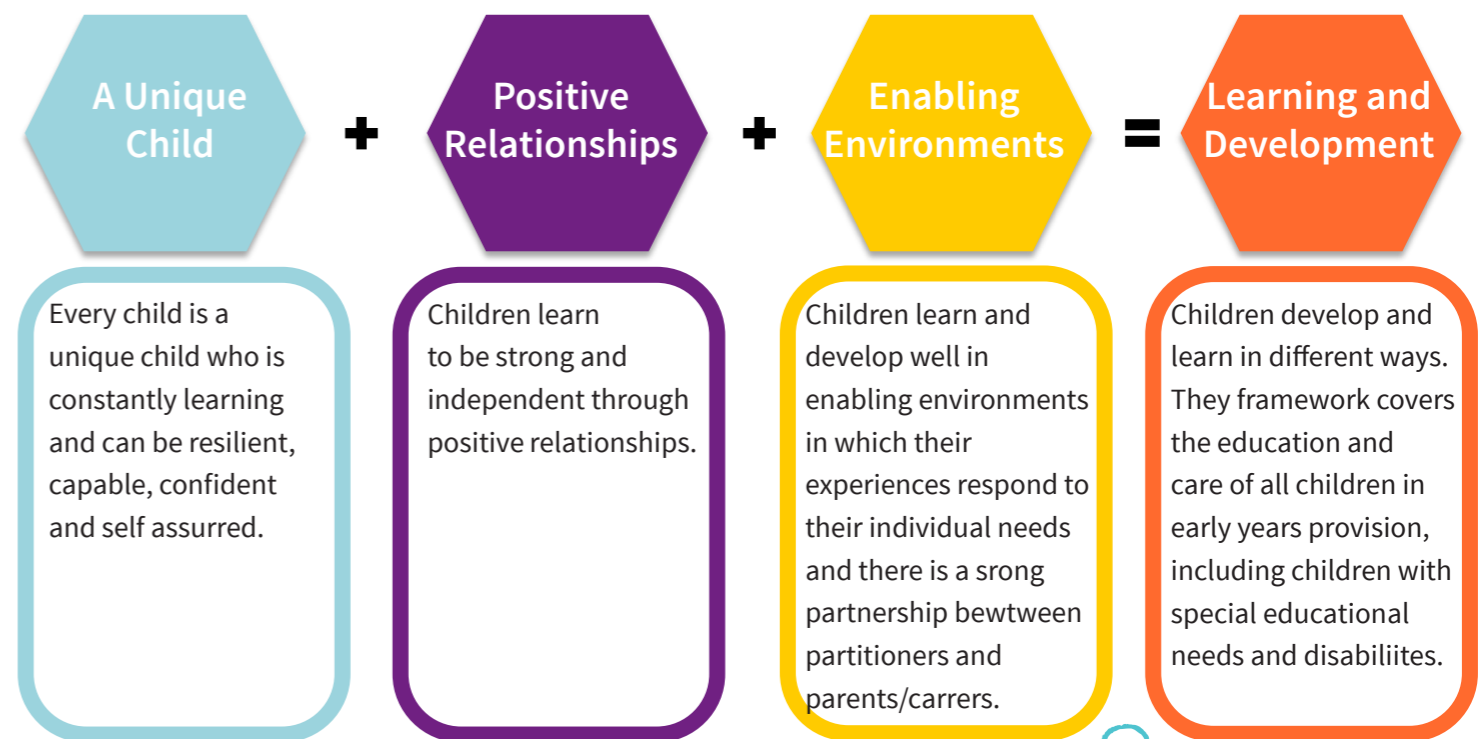 A Unique
Child
+
Positive
Relationships
+
Enabling
Environments
=
Learning and
Development
Every child is a
unique child who is
constantly learning
and can be resilient,
capable, confident
and self assurred.
Children learn
to be strong and
independent through
positive relationships.
Children learn and
develop well in
enabling environments
in which their
experiences respond to
their individual needs
and there is a srong
partnership bewtween
partitioners and
parents/carrers.
Children develop and
learn in different ways.
They framework covers
the education and
care of all children in
early years provision,
including children with
special educational
needs and disabiliites.